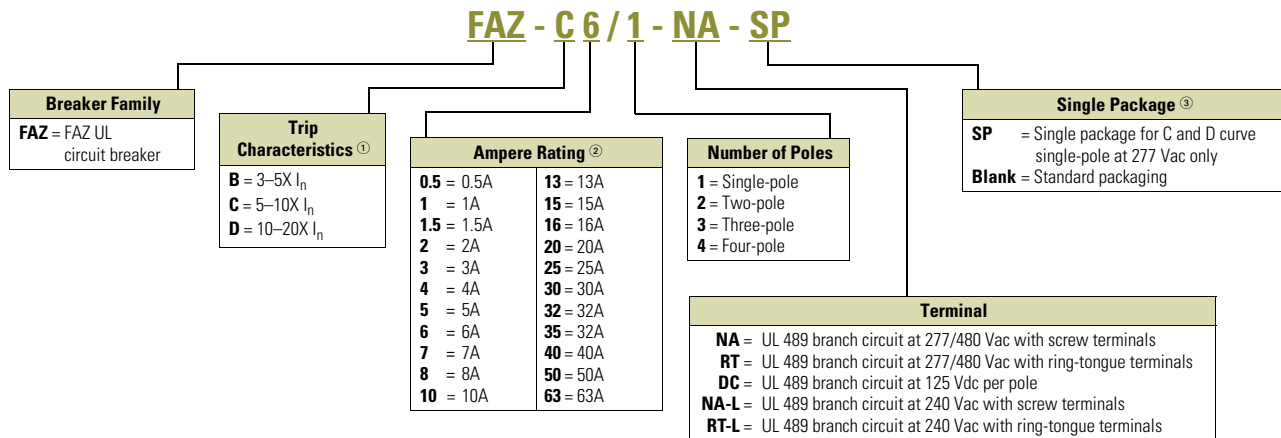 FAZ - C 6 / 1 - NA - SP
Breaker Family
FAZ = FAZ UL
circuit breaker
Trip
Characteristics ①
B = 3–5X In
C = 5–10X In
D = 10–20X In
Ampere Rating ②
0.5 = 0.5A
1 = 1A
1.5 = 1.5A
2 = 2A
3 = 3A
4 = 4A
5 = 5A
6 = 6A
7 = 7A
8 = 8A
10 = 10A
13 = 13A
15 = 15A
16 = 16A
20 = 20A
25 = 25A
30 = 30A
32 = 32A
35 = 32A
40 = 40A
50 = 50A
63 = 63A
Number of Poles
1 = Single-pole
2 = Two-pole
3 = Three-pole
4 = Four-pole
Single Package ③
SP = Single package for C and D curve
single-pole at 277 Vac only
Blank = Standard packaging
Terminal
NA = UL 489 branch circuit at 277/480 Vac with screw terminals
RT = UL 489 branch circuit at 277/480 Vac with ring-tongue terminals
DC = UL 489 branch circuit at 125 Vdc per pole
NA-L = UL 489 branch circuit at 240 Vac with screw terminals
RT-L = UL 489 branch circuit at 240 Vac with ring-tongue terminals